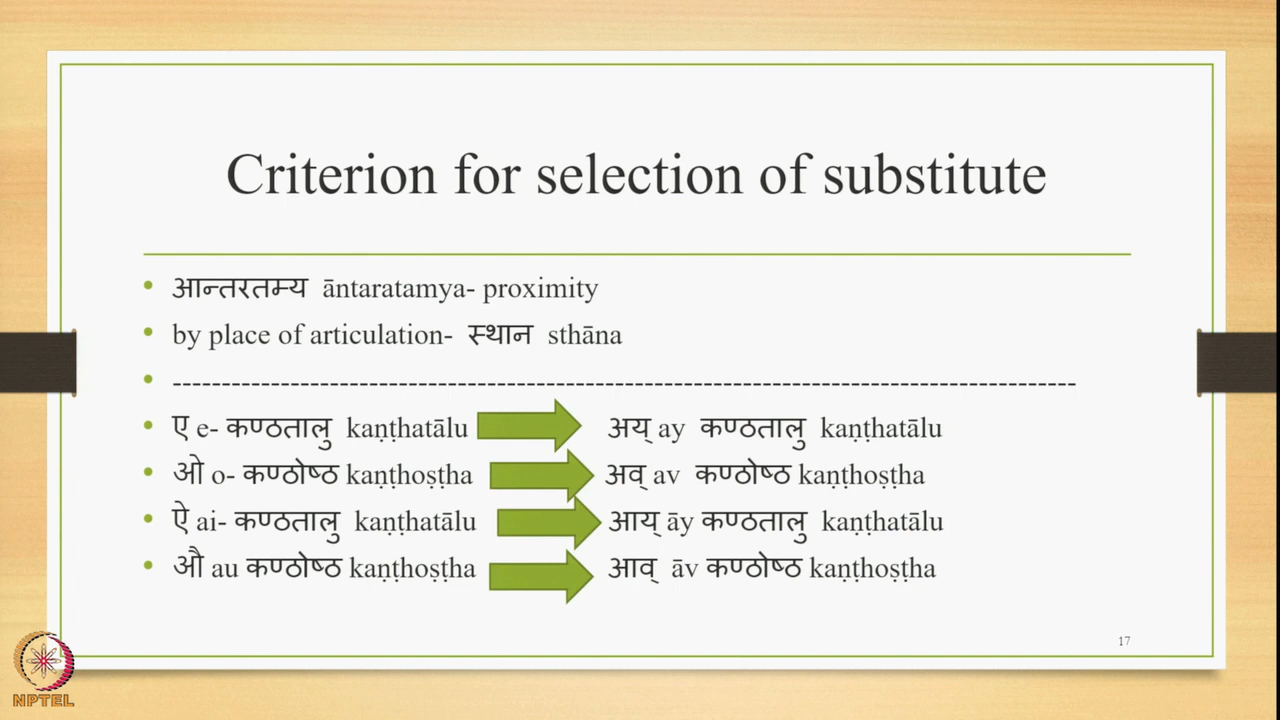 Criterion for selection of substitute
• आन्तरतम्य āntaratamya- proximity
• by place of articulation- स्थान sthāna
• ---------------------------------------------------------------------------------------------
• ए e- कण्ठतालु kaṇṭhatālu अय् ay कण्ठतालु kaṇṭhatālu
• ओ o- कण्ठोष्ठ kaṇṭhoṣṭha अव् av कण्ठोष्ठ kaṇṭhoṣṭha
• ऐ ai- कण्ठतालु kaṇṭhatālu आय् āy कण्ठतालु kaṇṭhatālu
• औ au कण्ठोष्ठ kaṇṭhoṣṭha आव् āv कण्ठोष्ठ kaṇṭhoṣṭha
17
NPTEL